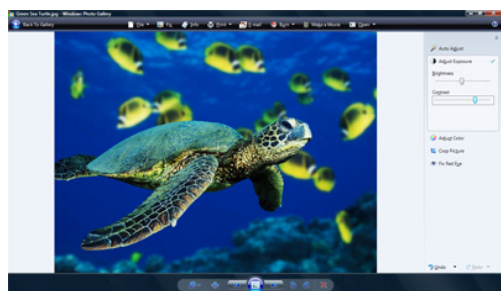 Green Sea Turtle.jpg - Windows Photo Gallery
Back To Gallery
File Fix Info Print E-mail Burn Make a Movie Open
Auto Adjust
Adjust Exposure
Brightness
Contrast
Adjust Color
Crop Picture
Fix Red Eye
Undo